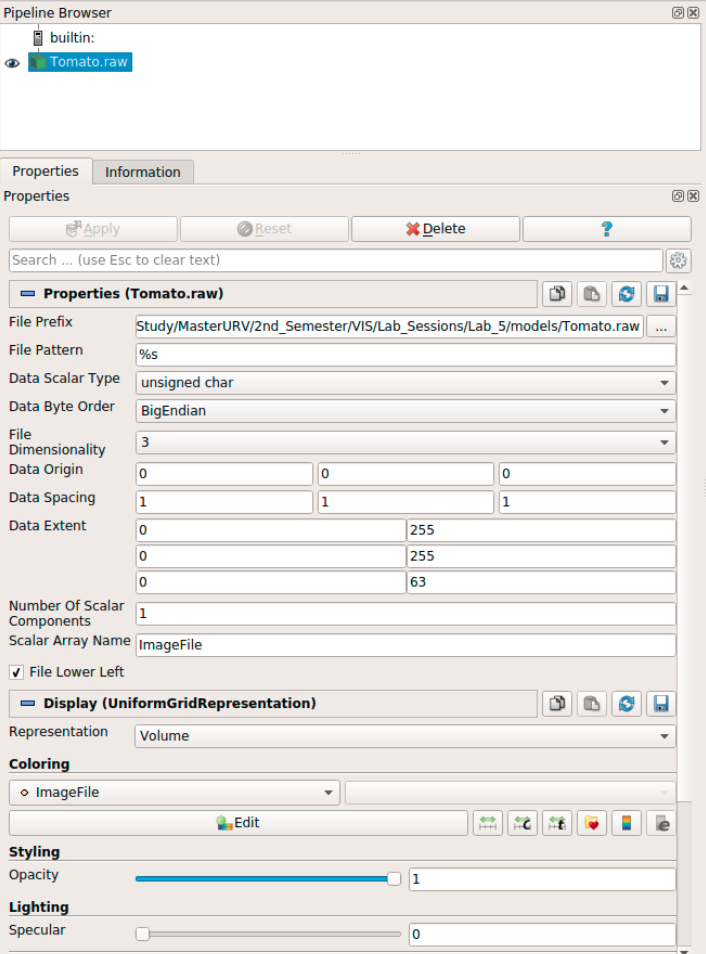 Pipeline Browser
builtin:
Tomato.raw
Properties Information
Properties
Apply Reset Delete ?
Search ... (use Esc to clear text)
Properties (Tomato.raw)
File Prefix Study/MasterURV/2nd_Semester/VIS/Lab_Sessions/Lab_5/models/Tomato.raw ...
File Pattern %s
Data Scalar Type unsigned char
Data Byte Order BigEndian
File
Dimensionality 3
Data Origin 0 0 0
Data Spacing 1 1 1
Data Extent 0 255
0 255
0 63
Number Of Scalar
Components 1
Scalar Array Name ImageFile
File Lower Left
Display (UniformGridRepresentation)
Representation Volume
Coloring
ImageFile
Edit c t e
Styling
Opacity 1
Lighting
Specular 0